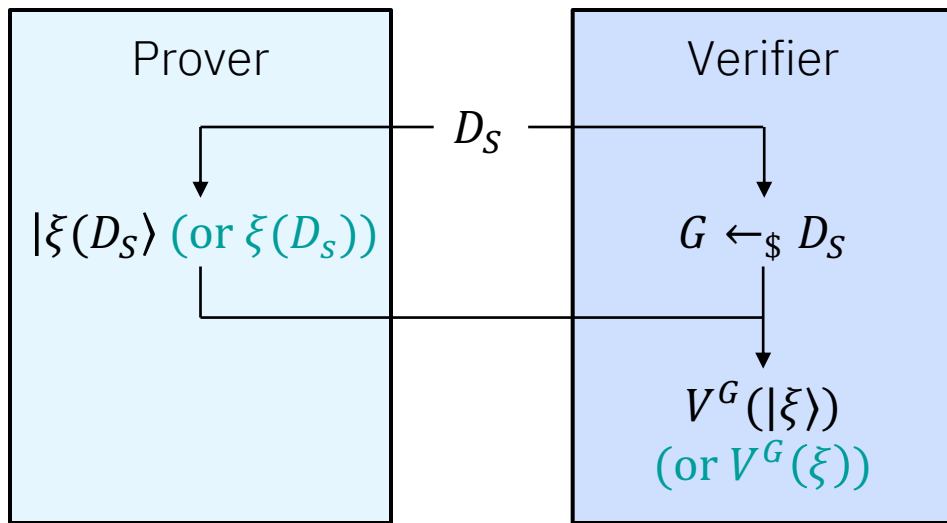 Prover
Verifier
D_S
|ξ(D_S⟩ (or ξ(D_s))
G ←_$ D_S
V^G(|ξ⟩)
(or V^G(ξ))